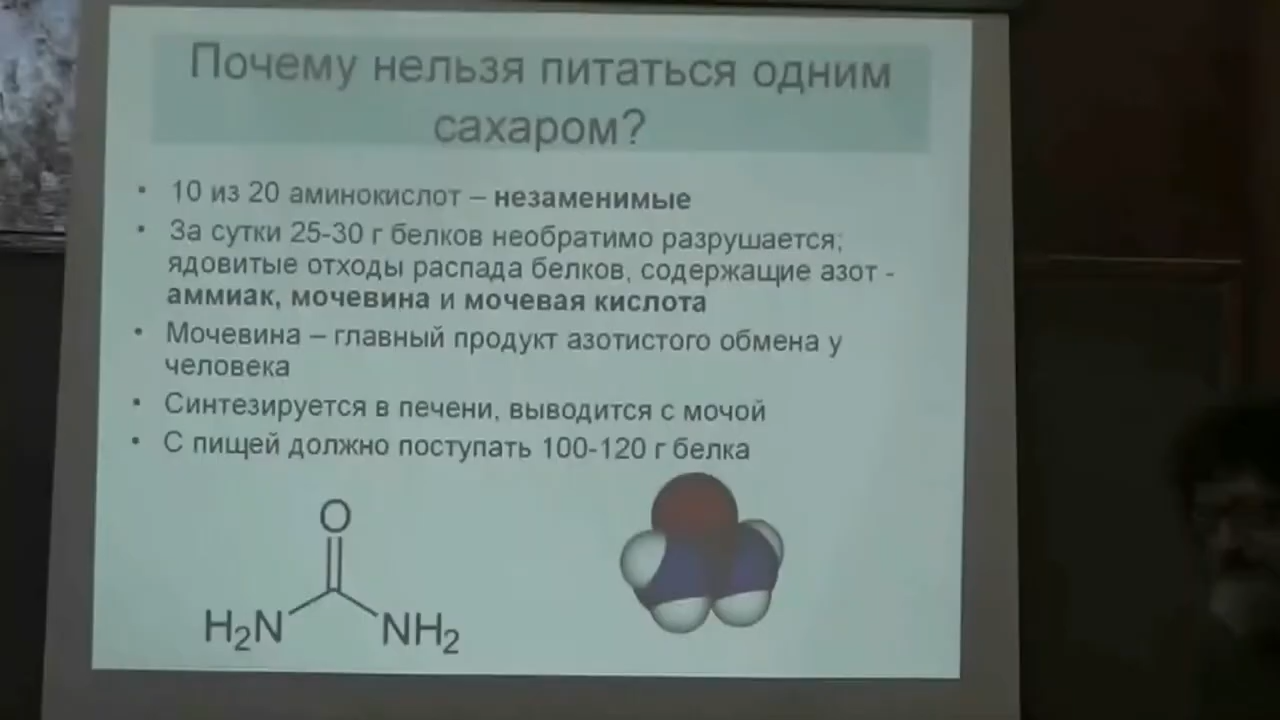 Почему нельзя питаться одним
сахаром?
• 10 из 20 аминокислот – незаменимые
• За сутки 25-30 г белков необратимо разрушается;
ядовитые отходы распада белков, содержащие азот -
аммиак, мочевина и мочевая кислота
• Мочевина – главный продукт азотистого обмена у
человека
• Синтезируется в печени, выводится с мочой
• С пищей должно поступать 100-120 г белка
O
H₂N NH₂